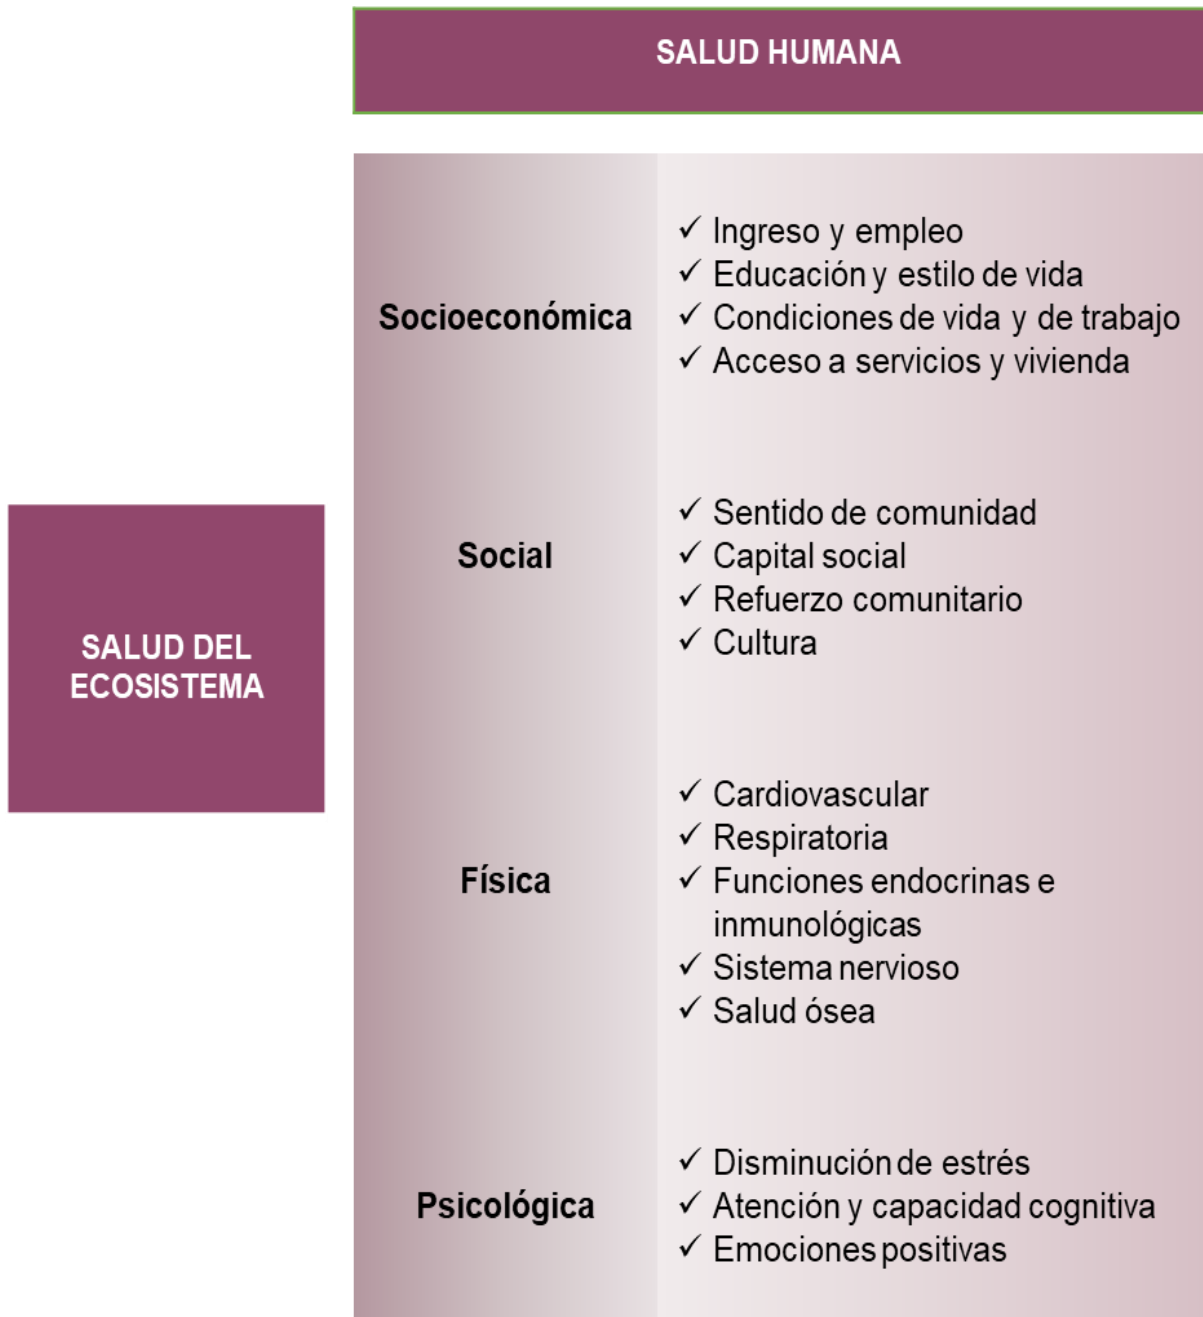 SALUD HUMANA
SALUD DEL
ECOSISTEMA
Socioeconómica
✓ Ingreso y empleo
✓ Educación y estilo de vida
✓ Condiciones de vida y de trabajo
✓ Acceso a servicios y vivienda
Social
✓ Sentido de comunidad
✓ Capital social
✓ Refuerzo comunitario
✓ Cultura
Física
✓ Cardiovascular
✓ Respiratoria
✓ Funciones endocrinas e
inmunológicas
✓ Sistema nervioso
✓ Salud ósea
Psicológica
✓ Disminución de estrés
✓ Atención y capacidad cognitiva
✓ Emociones positivas